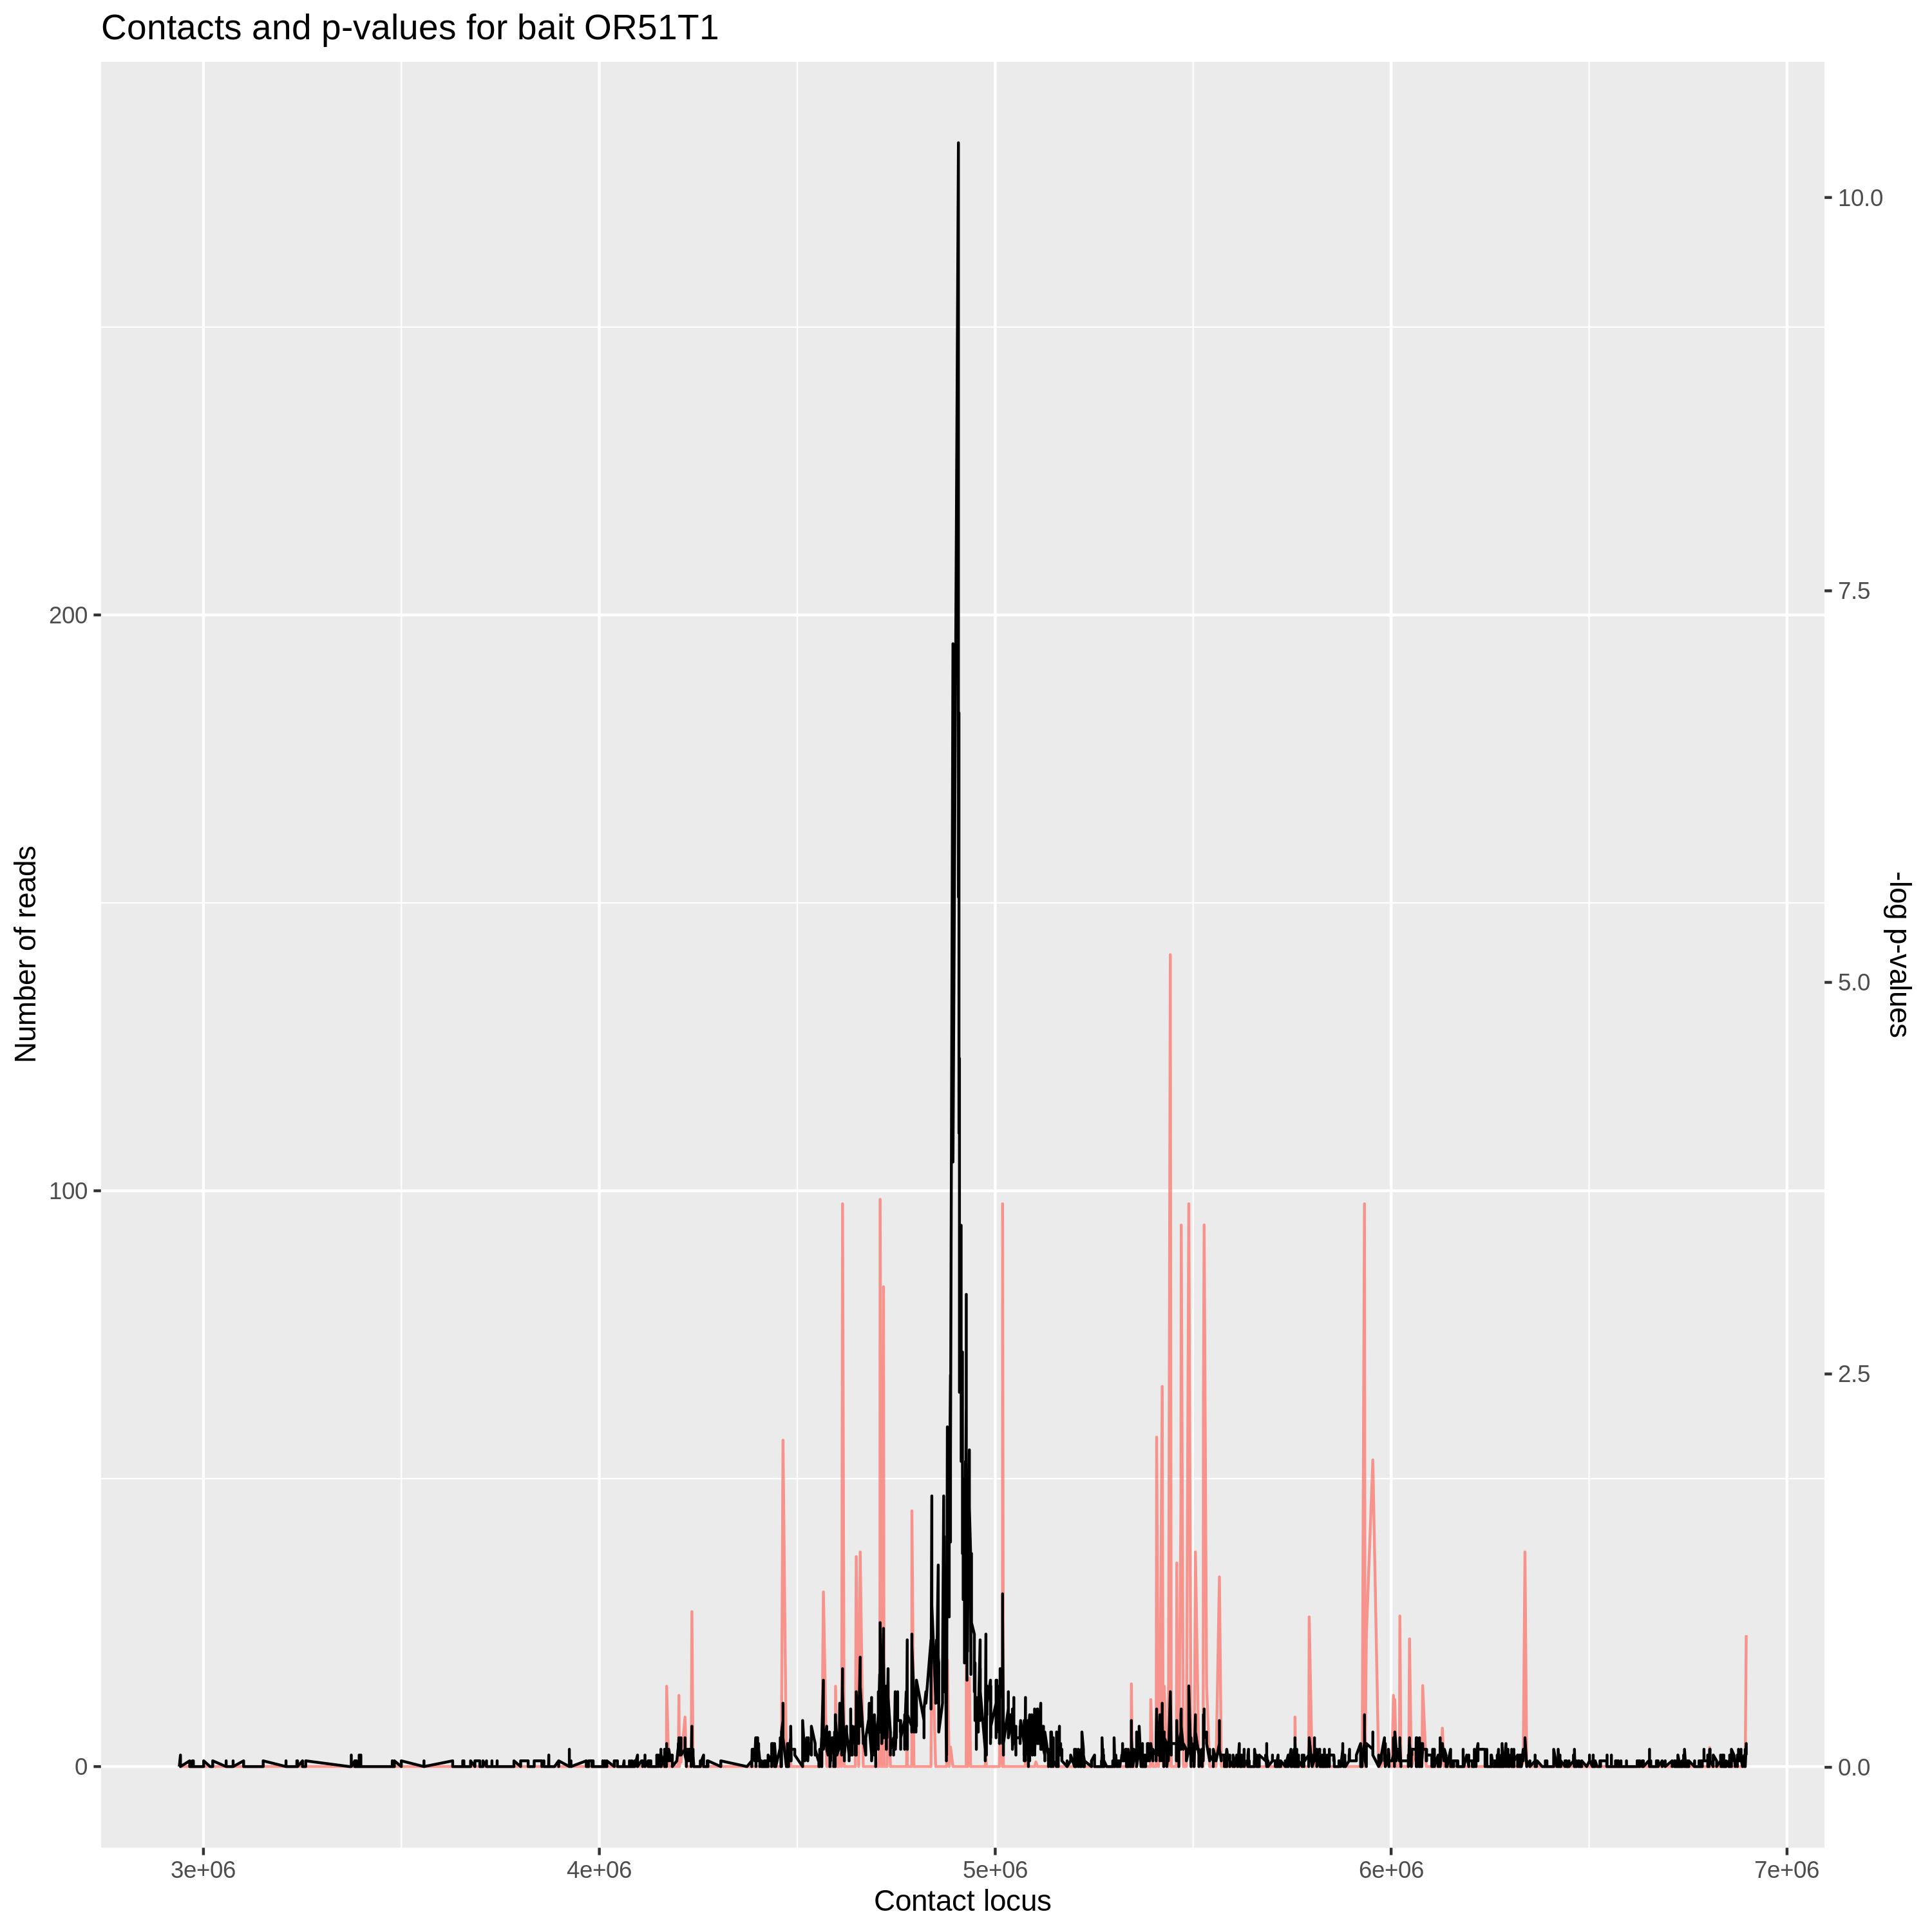 Contacts and p-values for bait OR51T1
Number of reads
200
100
0
10.0
7.5
5.0
2.5
0.0
-log p-values
3e+06
4e+06
5e+06
6e+06
7e+06
Contact locus